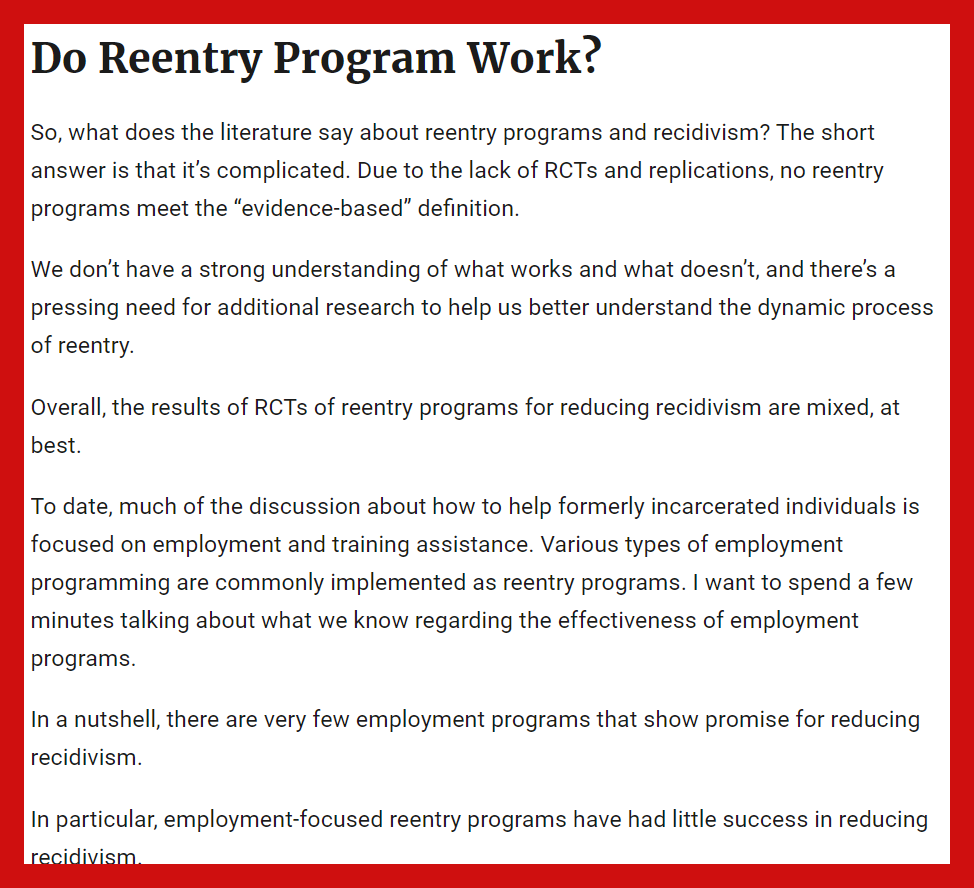 Do Reentry Program Work?
So, what does the literature say about reentry programs and recidivism? The short
answer is that it’s complicated. Due to the lack of RCTs and replications, no reentry
programs meet the “evidence-based” definition.
We don’t have a strong understanding of what works and what doesn’t, and there’s a
pressing need for additional research to help us better understand the dynamic process
of reentry.
Overall, the results of RCTs of reentry programs for reducing recidivism are mixed, at
best.
To date, much of the discussion about how to help formerly incarcerated individuals is
focused on employment and training assistance. Various types of employment
programming are commonly implemented as reentry programs. I want to spend a few
minutes talking about what we know regarding the effectiveness of employment
programs.
In a nutshell, there are very few employment programs that show promise for reducing
recidivism.
In particular, employment-focused reentry programs have had little success in reducing
recidivism.